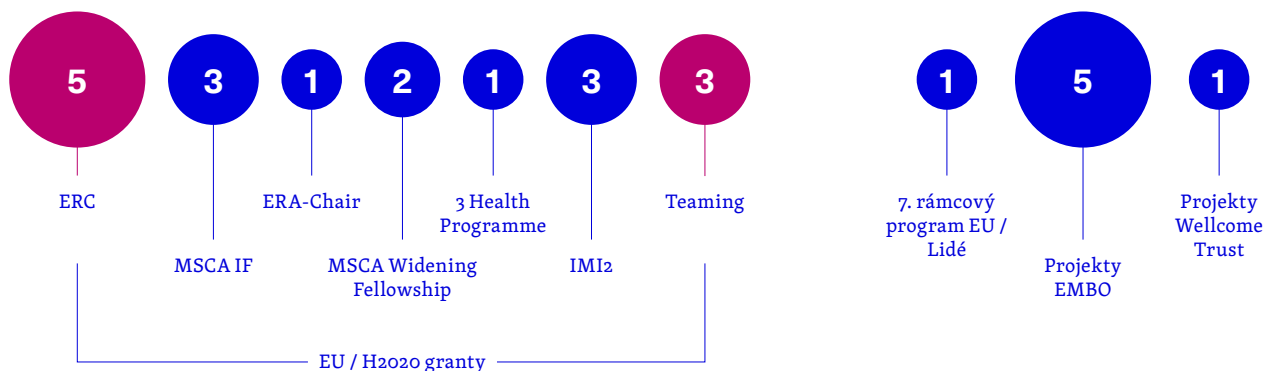 5
3
1
2
1
3
3
1
5
1
ERC
ERA-Chair
3 Health
Programme
Teaming
7. rámcový
program EU /
Lidé
Projekty
Wellcome
Trust
MSCA IF
MSCA Widening
Fellowship
IMI2
Projekty
EMBO
EU / H2020 granty